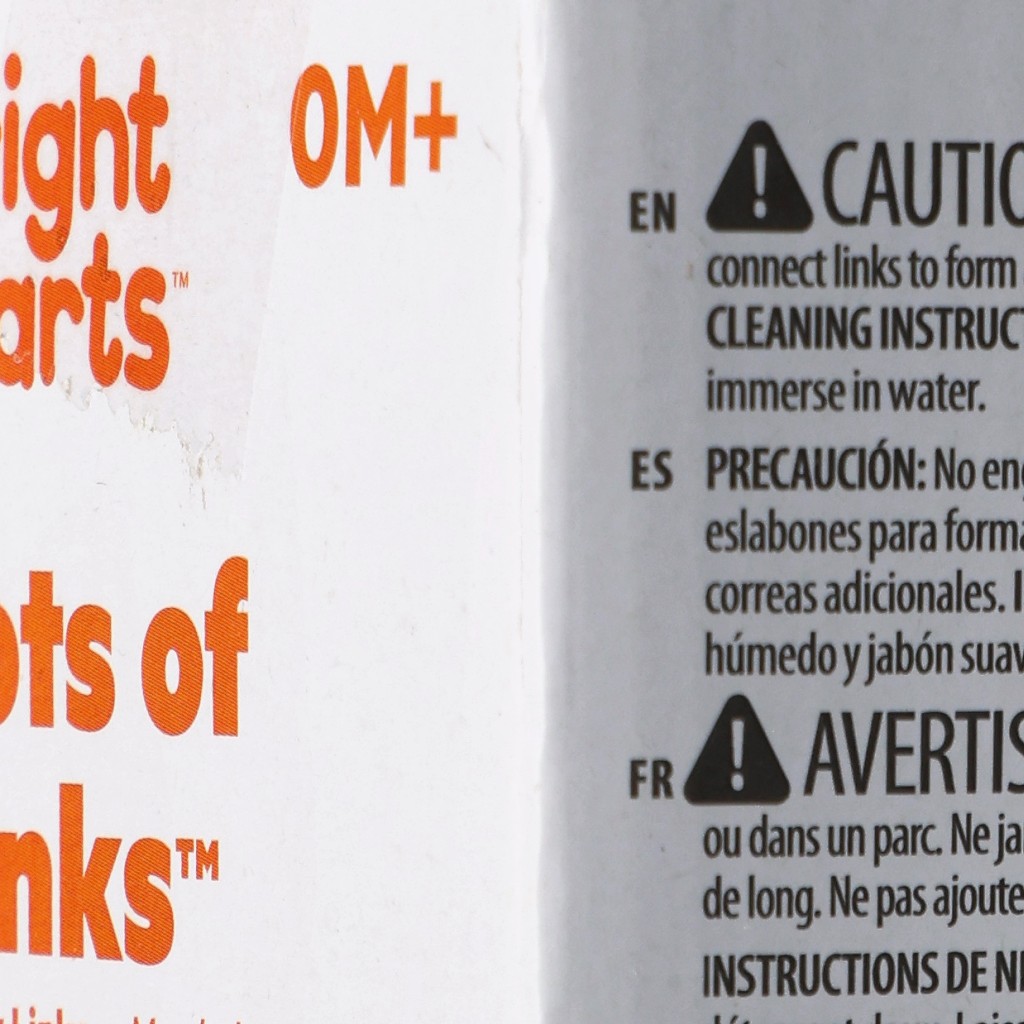 ight
arts™
0M+
ots of
nks™
EN CAUTIO
connect links to form
CLEANING INSTRUCT
immerse in water.
ES PRECAUCIÓN: No eng
eslabones para forma
correas adicionales. I
húmedo y jabón suav
FR AVERTIS
ou dans un parc. Ne ja
de long. Ne pas ajoute
INSTRUCTIONS DE NE